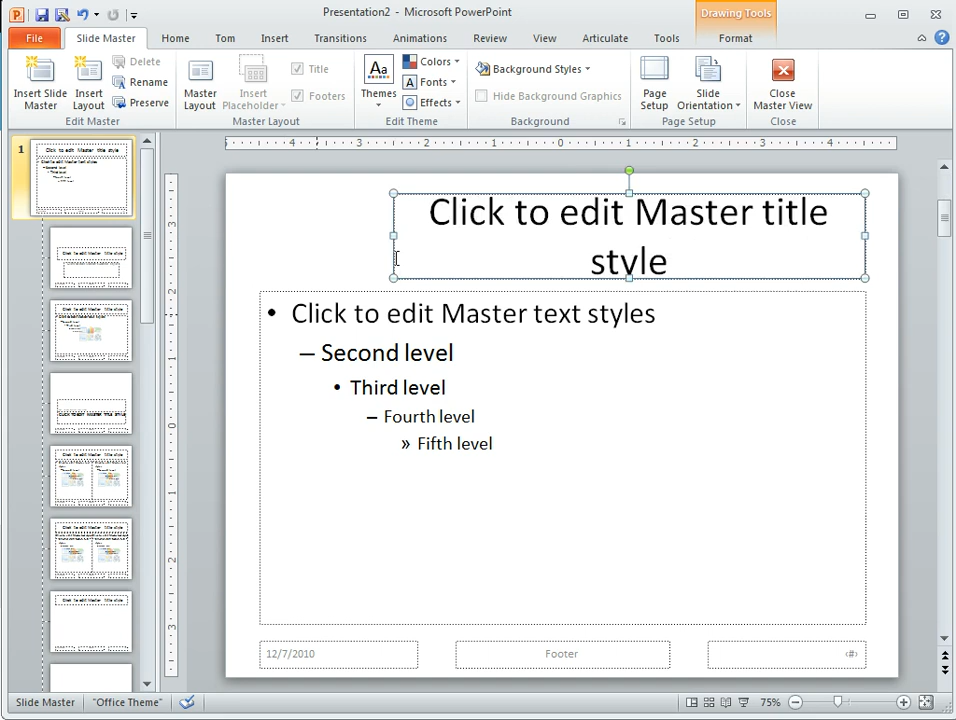 Presentation2 - Microsoft PowerPoint
Drawing Tools
File
Slide Master
Home
Tom
Insert
Transitions
Animations
Review
View
Articulate
Tools
Format
Insert Slide Master
Insert Layout
Delete
Rename
Preserve
Edit Master
Master Layout
Insert Placeholder
Title
Footers
Master Layout
Themes
Colors
Fonts
Effects
Edit Theme
Background Styles
Hide Background Graphics
Background
Page Setup
Slide Orientation
Page Setup
Close Master View
Close
1
Click to edit Master title
style
• Click to edit Master text styles
– Second level
• Third level
– Fourth level
» Fifth level
12/7/2010
Footer
‹#›
Slide Master
"Office Theme"
75%